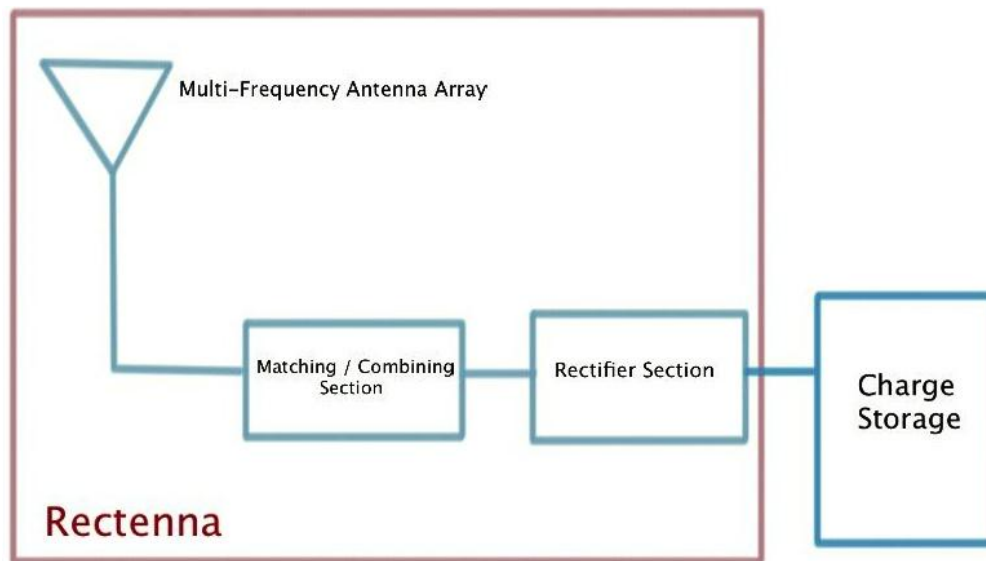 Multi-Frequency Antenna Array
Matching / Combining
Section
Rectifier Section
Charge
Storage
Rectenna